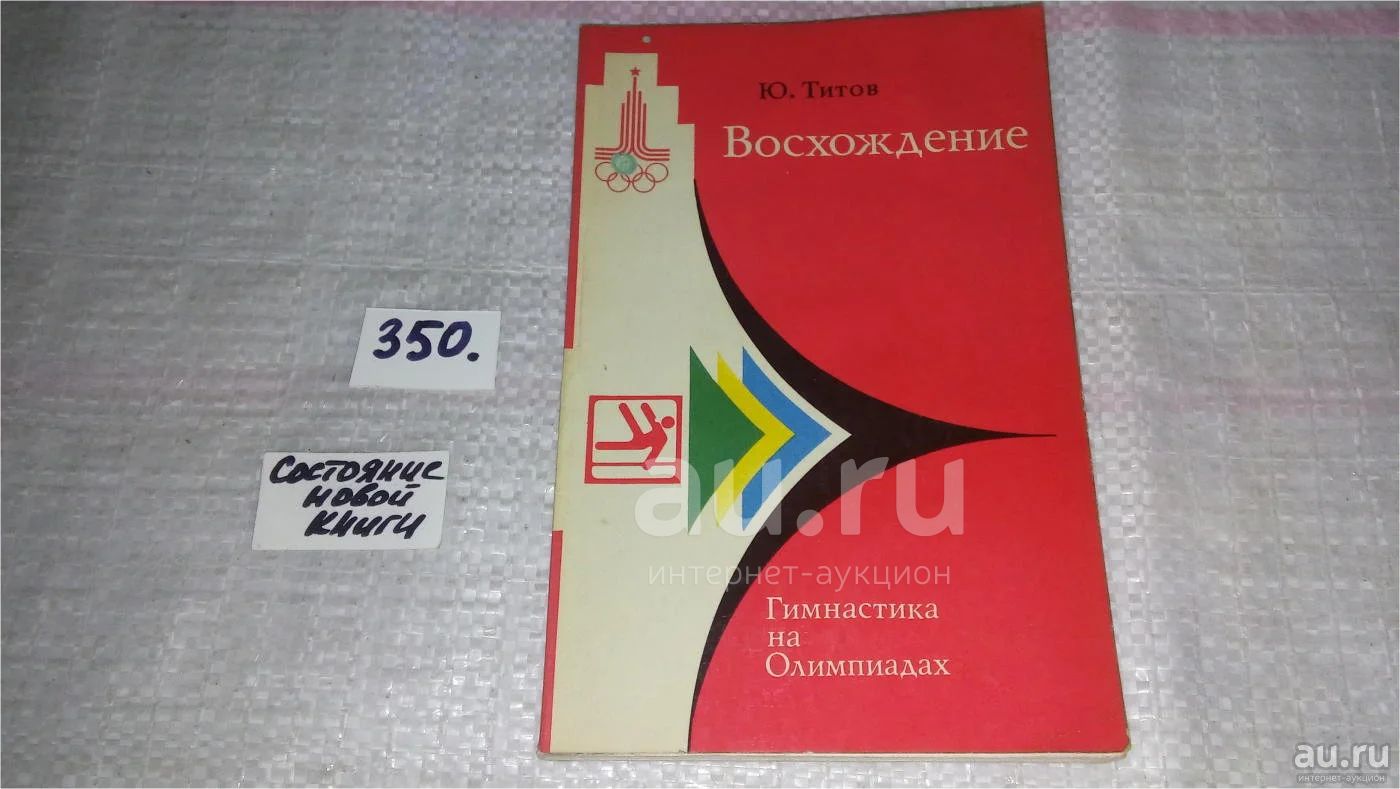 Ю. Титов
Восхождение
350.
Состояние
новой
книги
au.ru
интернет-аукцион
Гимнастика
на
Олимпиадах
au.ru
интернет-аукцион